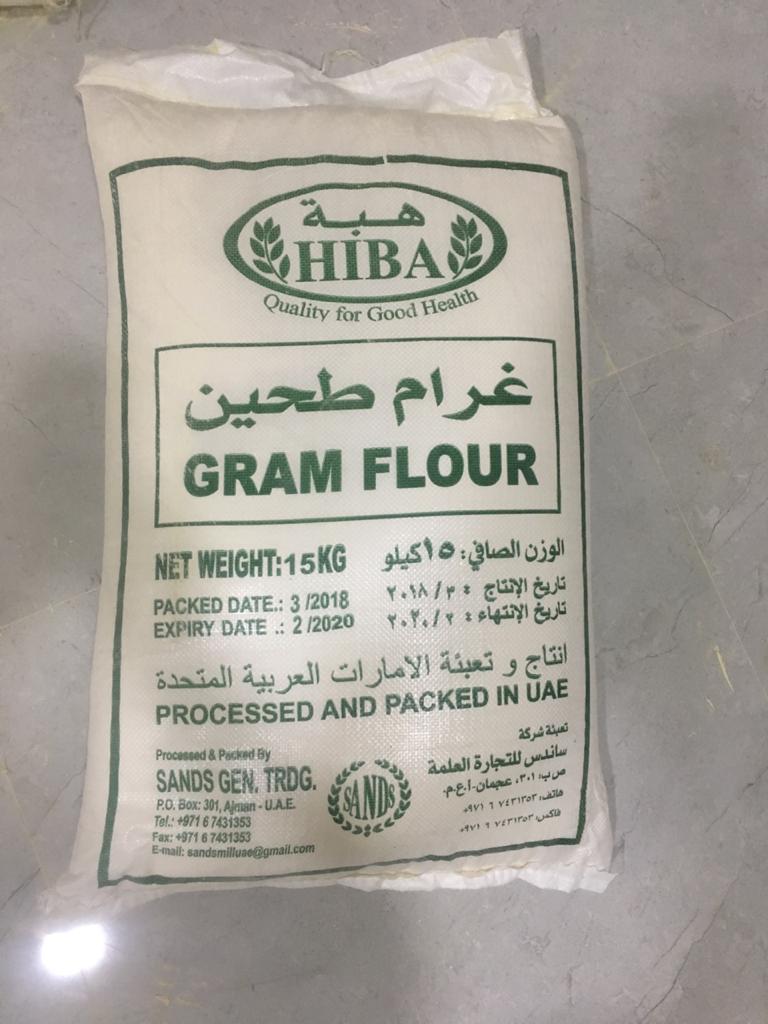 هبة
HIBA
Quality for Good Health
غرام طحين
GRAM FLOUR
NET WEIGHT:15KG
الوزن الصافي: ١٥كيلو
PACKED DATE.: 3 /2018
تاريخ الإنتاج : ٢٠١٨/٣
EXPIRY DATE .: 2 /2020
تاريخ الإنتهاء : ٢٠٢٠/٢
انتاج و تعبئة الامارات العربية المتحدة
PROCESSED AND PACKED IN UAE
Processed & Packed By
SANDS GEN. TRDG.
P.O. Box: 301, Ajman - U.A.E.
Tel.: +971 6 7431353
Fax: +971 6 7431353
E-mail: sandsmilluae@gmail.com
SANDS
تعبئة شركة
ساندس للتجارة العلمة
ص ب: ٣٠١، عجمان-أ.ع.م.
هاتف: ٧٤٣١٣٥٣ ٦ ٩٧١+
فاكس: ٧٤٣١٣٥٣ ٦ ٩٧١+